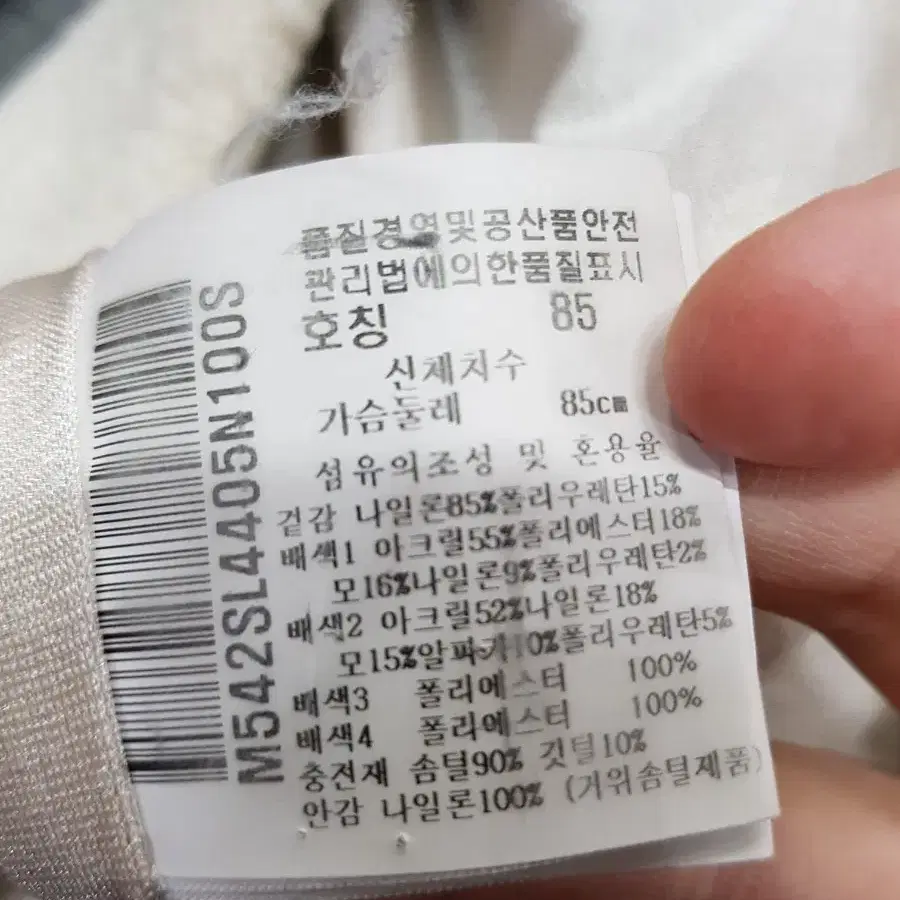 품질경영및공산품안전
관리법에의한품질표시
호칭 85
신체치수
가슴둘레 85cm
섬유의조성 및 혼용율
겉감 나일론85%폴리우레탄15%
배색1 아크릴55%폴리에스터18%
모16%나일론9%폴리우레탄2%
배색2 아크릴52%나일론18%
모15%알파카10%폴리우레탄5%
배색3 폴리에스터 100%
배색4 폴리에스터 100%
충전재 솜털90% 깃털10%
안감 나일론100% (거위솜털제품)
M542SL4405N100S